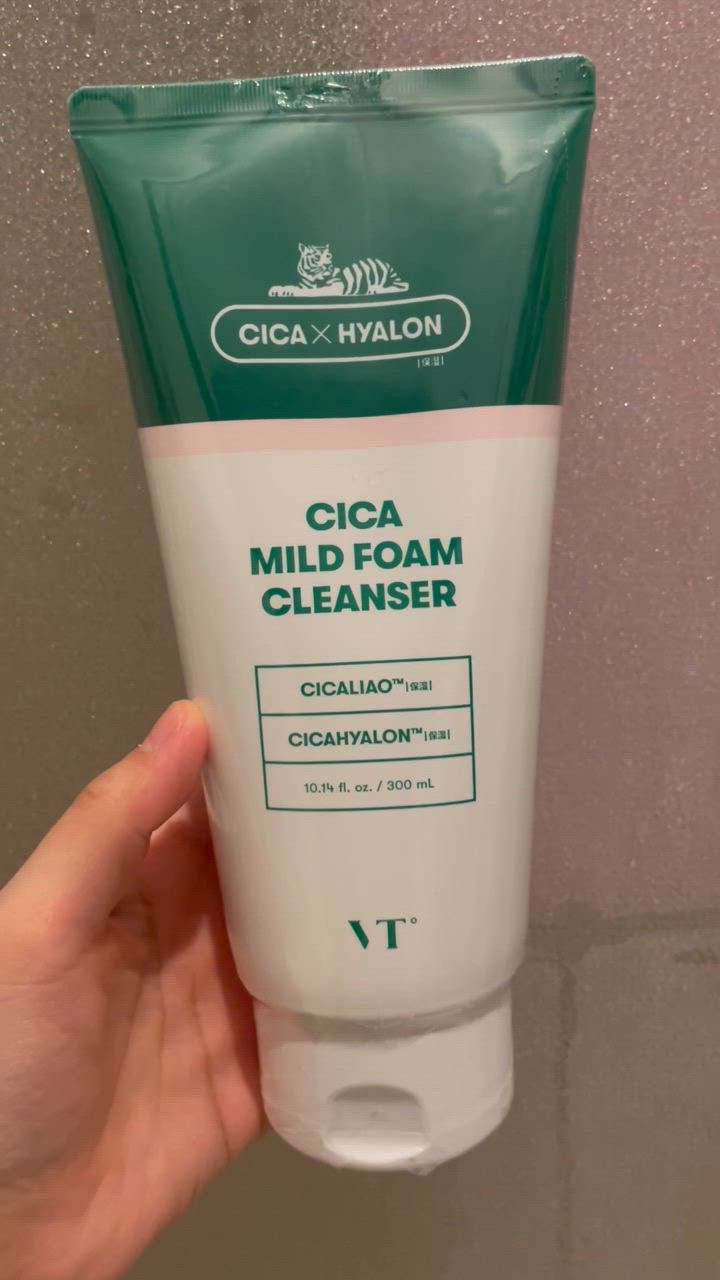 CICA×HYALON
|保湿|
CICA
MILD FOAM
CLEANSER
CICALIAO™|保湿|
CICAHYALON™|保湿|
10.14 fl. oz. / 300 mL
VT°